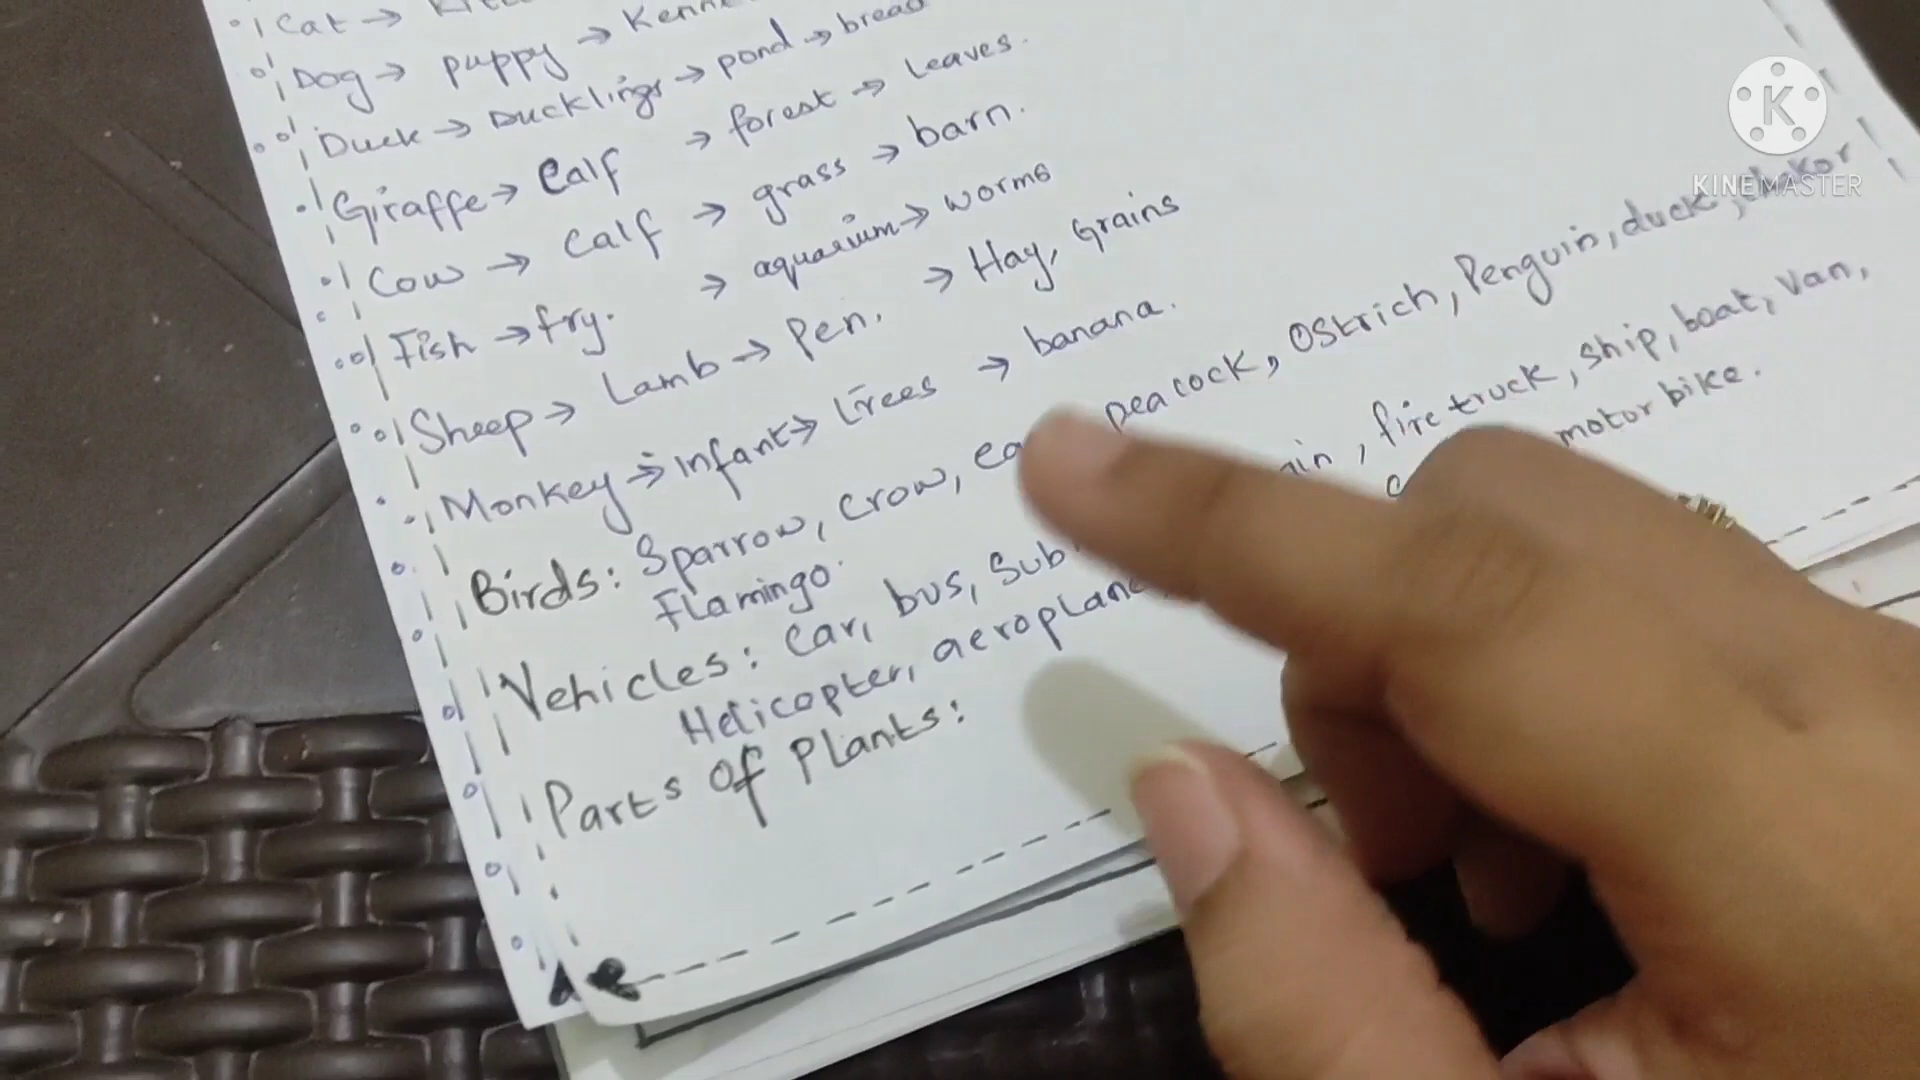 Cat →
Dog → puppy →
Duck → Ducklings → pond → bread
Giraffe → Calf → forest → leaves.
Cow → calf → grass → barn.
Fish → fry. → aquarium → worms
Sheep → Lamb → Pen. → Hay, Grains
Monkey → infant → trees → banana.
Birds: Sparrow, crow, peacock, Ostrich, Penguin, duck, chakor
Flamingo.
Vehicles: car, bus, fire truck, ship, boat, van,
Helicopter, aeroplane, motor bike.
Parts of Plants:
K
KINEMASTER